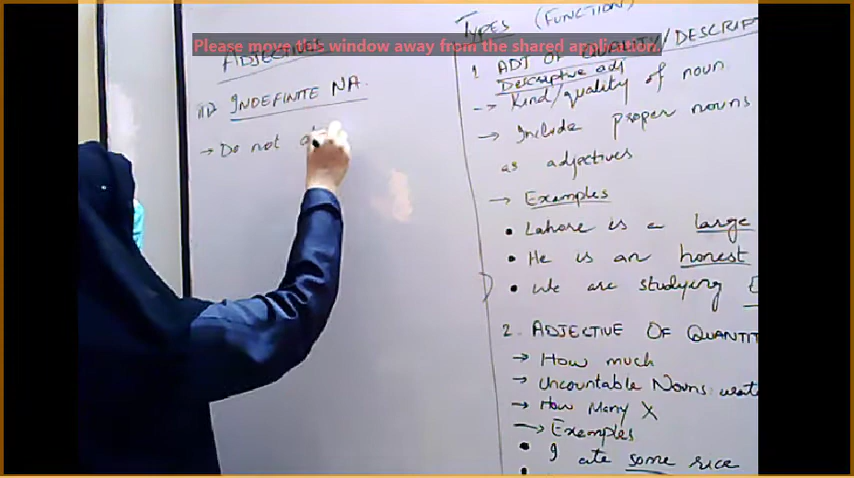 Please move this window away from the shared application.
ADJECTIVES
iii) INDEFINITE NA.
→ Do not
TYPES (FUNCTION)
1 ADJ OF QUALITY/DESCRIPT
Descriptive adj
→ Kind/quality of noun
→ Include proper nouns
as adjectives
→ Examples
• Lahore is a large
• He is an honest
• We are studying
2. ADJECTIVE OF QUANTIT
→ How much
→ Uncountable Nouns
→ How Many X
→ Examples
• I ate some rice